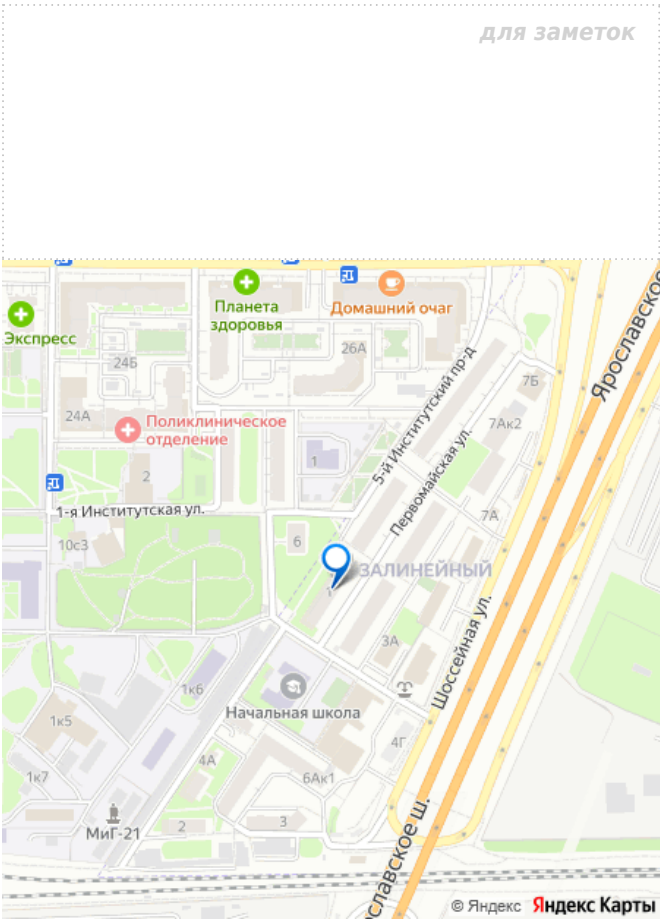 для заметок
Планета
здоровья
Домашний очаг
Экспресс
Ярославское
26А
24Б
7Б
24А
Поликлиническое
отделение
5-й Институтский пр-д
7Ак2
Первомайская ул.
1
2
7А
1-я Институтская ул.
6
10с3
ЗАЛИНЕЙНЫЙ
1
3А
Шоссейная ул.
1к6
Начальная школа
1к5
4Г
4А
6Ак1
1к7
МиГ-21
2
3
ославское ш.
© Яндекс Яндекс Карты